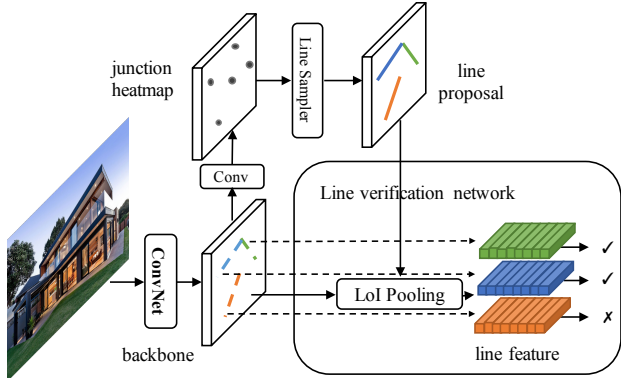 junction
heatmap
Line Sampler
line
proposal
Conv
Line verification network
ConvNet
LoI Pooling
backbone
line feature
✓
✓
✗